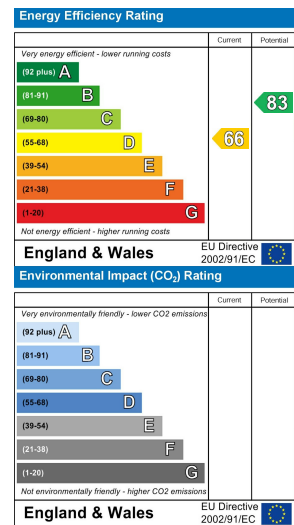 Energy Efficiency Rating
Current Potential
Very energy efficient - lower running costs
(92 plus) A
(81-91) B
83
(69-80) C
(55-68) D
66
(39-54) E
(21-38) F
(1-20) G
Not energy efficient - higher running costs
England & Wales
EU Directive
2002/91/EC
Environmental Impact (CO₂) Rating
Current Potential
Very environmentally friendly - lower CO2 emissions
(92 plus) A
(81-91) B
(69-80) C
(55-68) D
(39-54) E
(21-38) F
(1-20) G
Not environmentally friendly - higher CO2 emissions
England & Wales
EU Directive
2002/91/EC